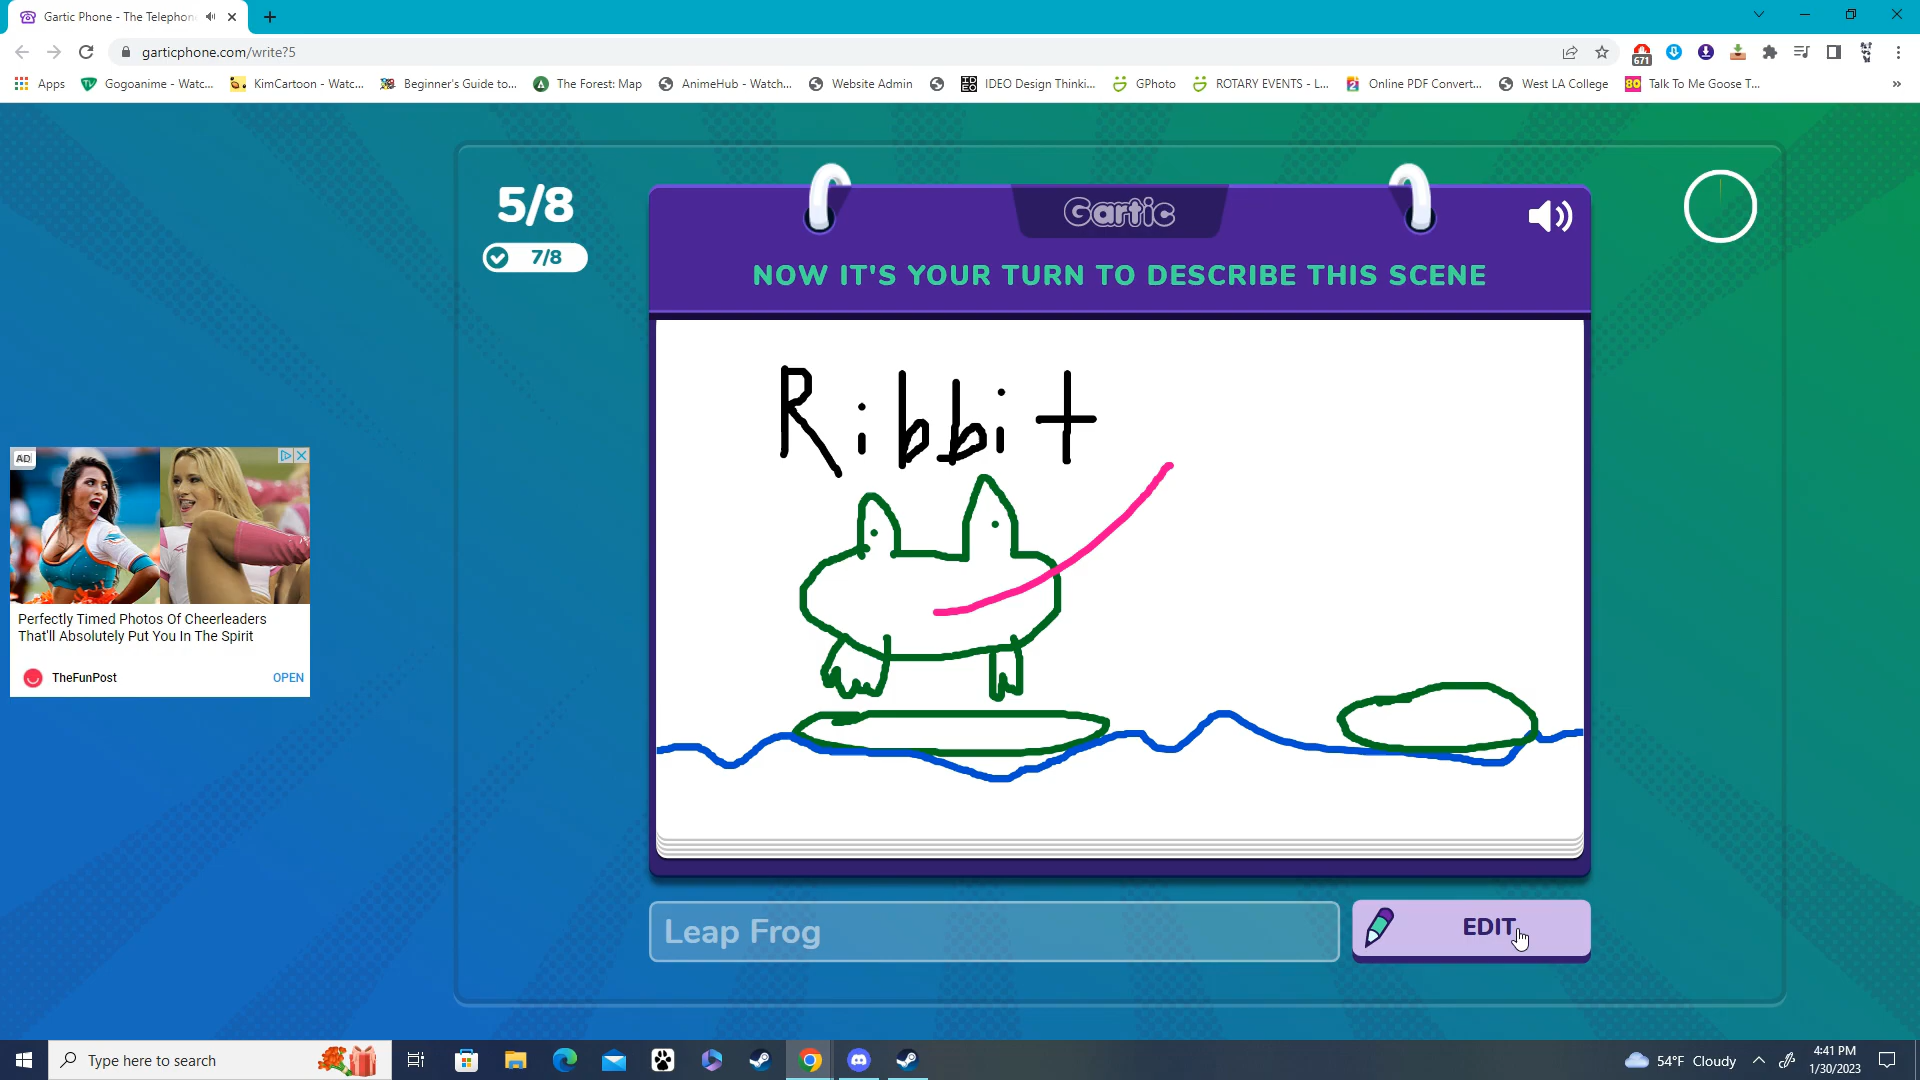 Gartic Phone - The Telephon
garticphone.com/write?5
671
Apps
Gogoanime - Watc...
KimCartoon - Watc...
Beginner's Guide to...
The Forest: Map
AnimeHub - Watch...
Website Admin
IDEO Design Thinki...
GPhoto
ROTARY EVENTS - L...
Online PDF Convert...
West LA College
Talk To Me Goose T...
5/8
7/8
Gartic
NOW IT'S YOUR TURN TO DESCRIBE THIS SCENE
Ribbit
AD
Perfectly Timed Photos Of Cheerleaders
That'll Absolutely Put You In The Spirit
TheFunPost
OPEN
Leap Frog
EDIT
Type here to search
54°F Cloudy
4:41 PM
1/30/2023